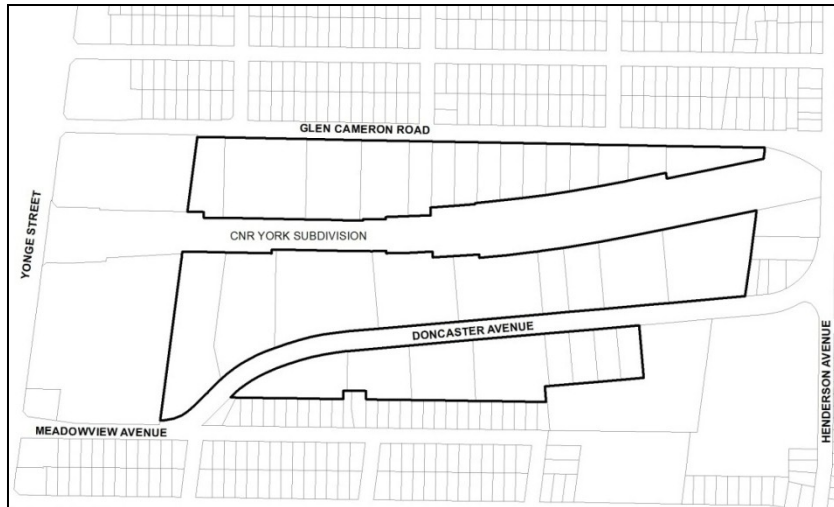 GLEN CAMERON ROAD
YONGE STREET
CNR YORK SUBDIVISION
DONCASTER AVENUE
HENDERSON AVENUE
MEADOWVIEW AVENUE